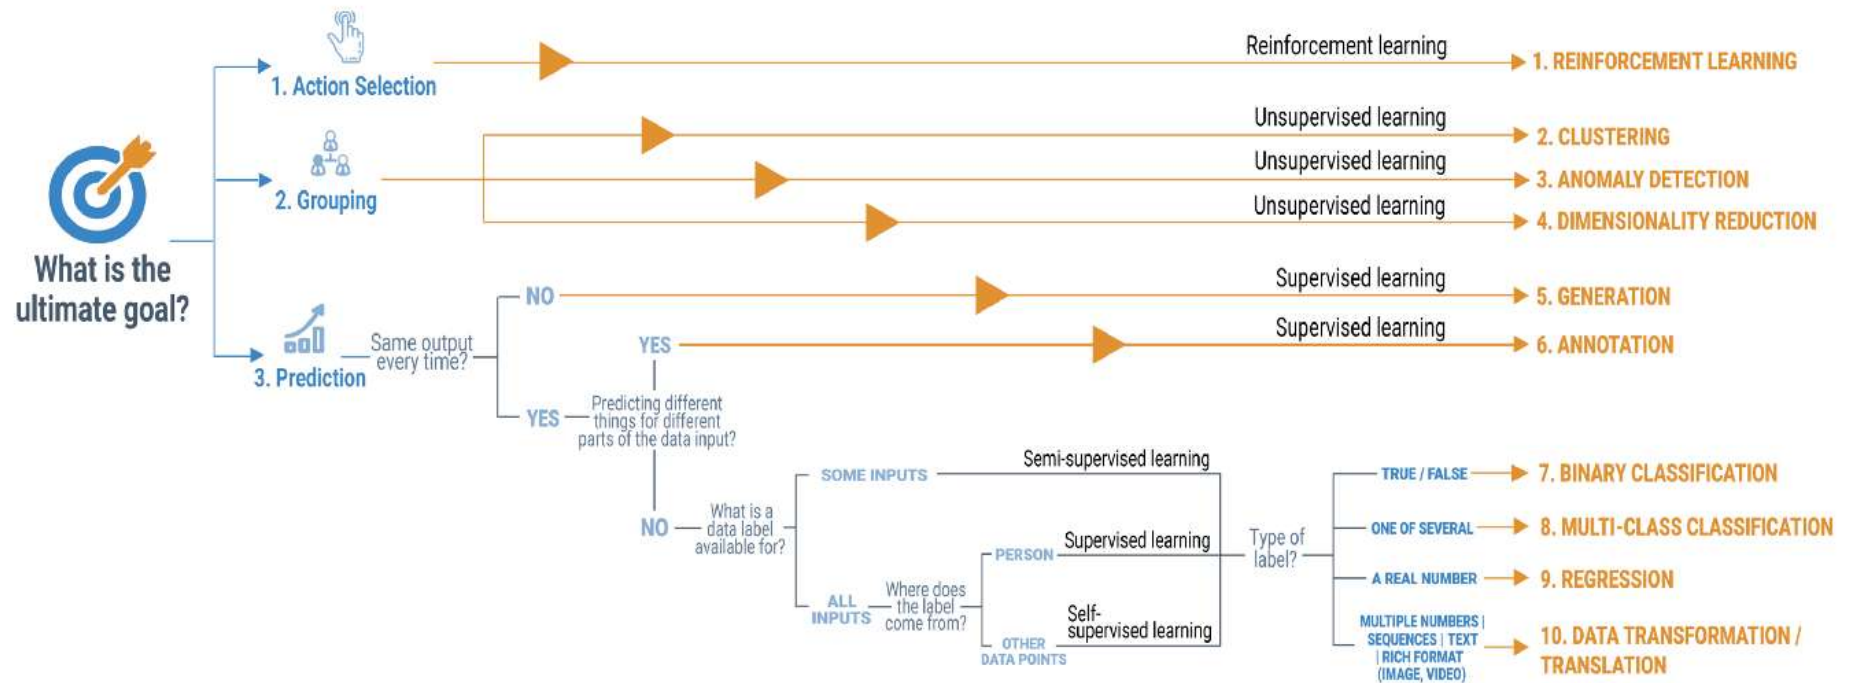 What is the
ultimate goal?
1. Action Selection
Reinforcement learning
1. REINFORCEMENT LEARNING
2. Grouping
Unsupervised learning
2. CLUSTERING
Unsupervised learning
3. ANOMALY DETECTION
Unsupervised learning
4. DIMENSIONALITY REDUCTION
3. Prediction
Same output
every time?
NO
Supervised learning
5. GENERATION
YES
Predicting different
things for different
parts of the data input?
YES
Supervised learning
6. ANNOTATION
NO
What is a
data label
available for?
SOME INPUTS
Semi-supervised learning
ALL
INPUTS
Where does
the label
come from?
PERSON
Supervised learning
OTHER
DATA POINTS
Self-
supervised learning
Type of
label?
TRUE / FALSE
7. BINARY CLASSIFICATION
ONE OF SEVERAL
8. MULTI-CLASS CLASSIFICATION
A REAL NUMBER
9. REGRESSION
MULTIPLE NUMBERS |
SEQUENCES | TEXT
| RICH FORMAT
(IMAGE, VIDEO)
10. DATA TRANSFORMATION /
TRANSLATION